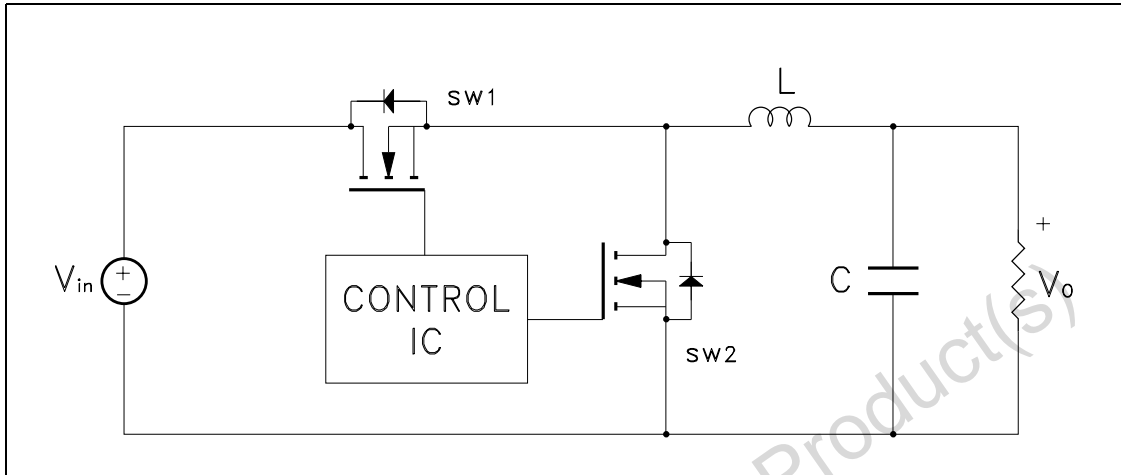 L
SW1
Vin
+
-
CONTROL
IC
SW2
C
+
Vo
Product(s)